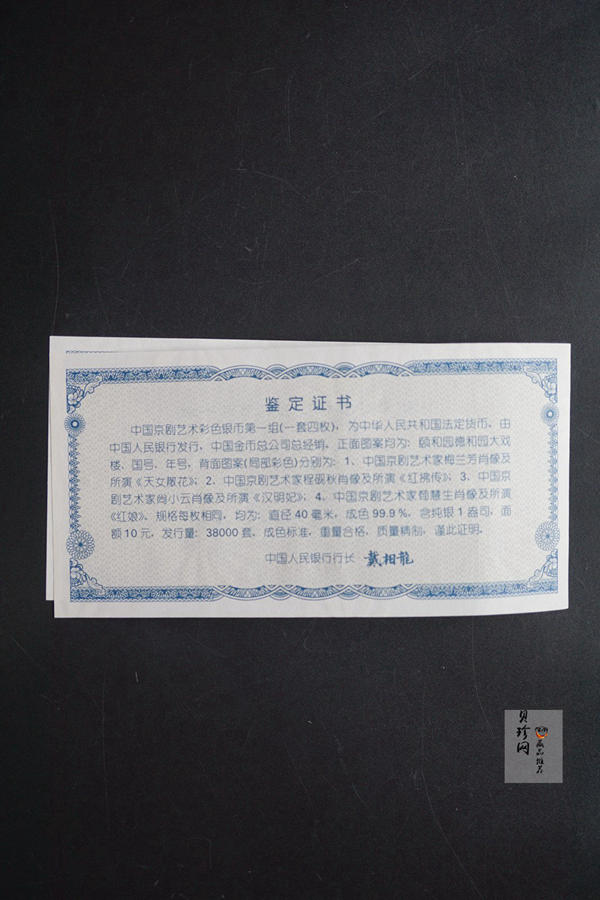 鉴定证书
中国京剧艺术彩色银币第一组(一套四枚)，为中华人民共和国法定货币，由
中国人民银行发行，中国金币总公司总经销，正面图案均为：颐和园德和园大戏
楼、国号、年号，背面图案(局部彩色)分别为：1、中国京剧艺术家梅兰芳肖像及
所演《天女散花》；2、中国京剧艺术家程砚秋肖像及所演《红拂传》；3、中国京
剧艺术家尚小云肖像及所演《汉明妃》；4、中国京剧艺术家荀慧生肖像及所演
《红娘》。规格每枚相同，均为：直径40毫米，成色99.9%，含纯银1盎司，面
额10元，发行量：38000套。成色标准，重量合格，质量精制，谨此证明。
中国人民银行行长 戴相龍
贝珍网
藏品推荐